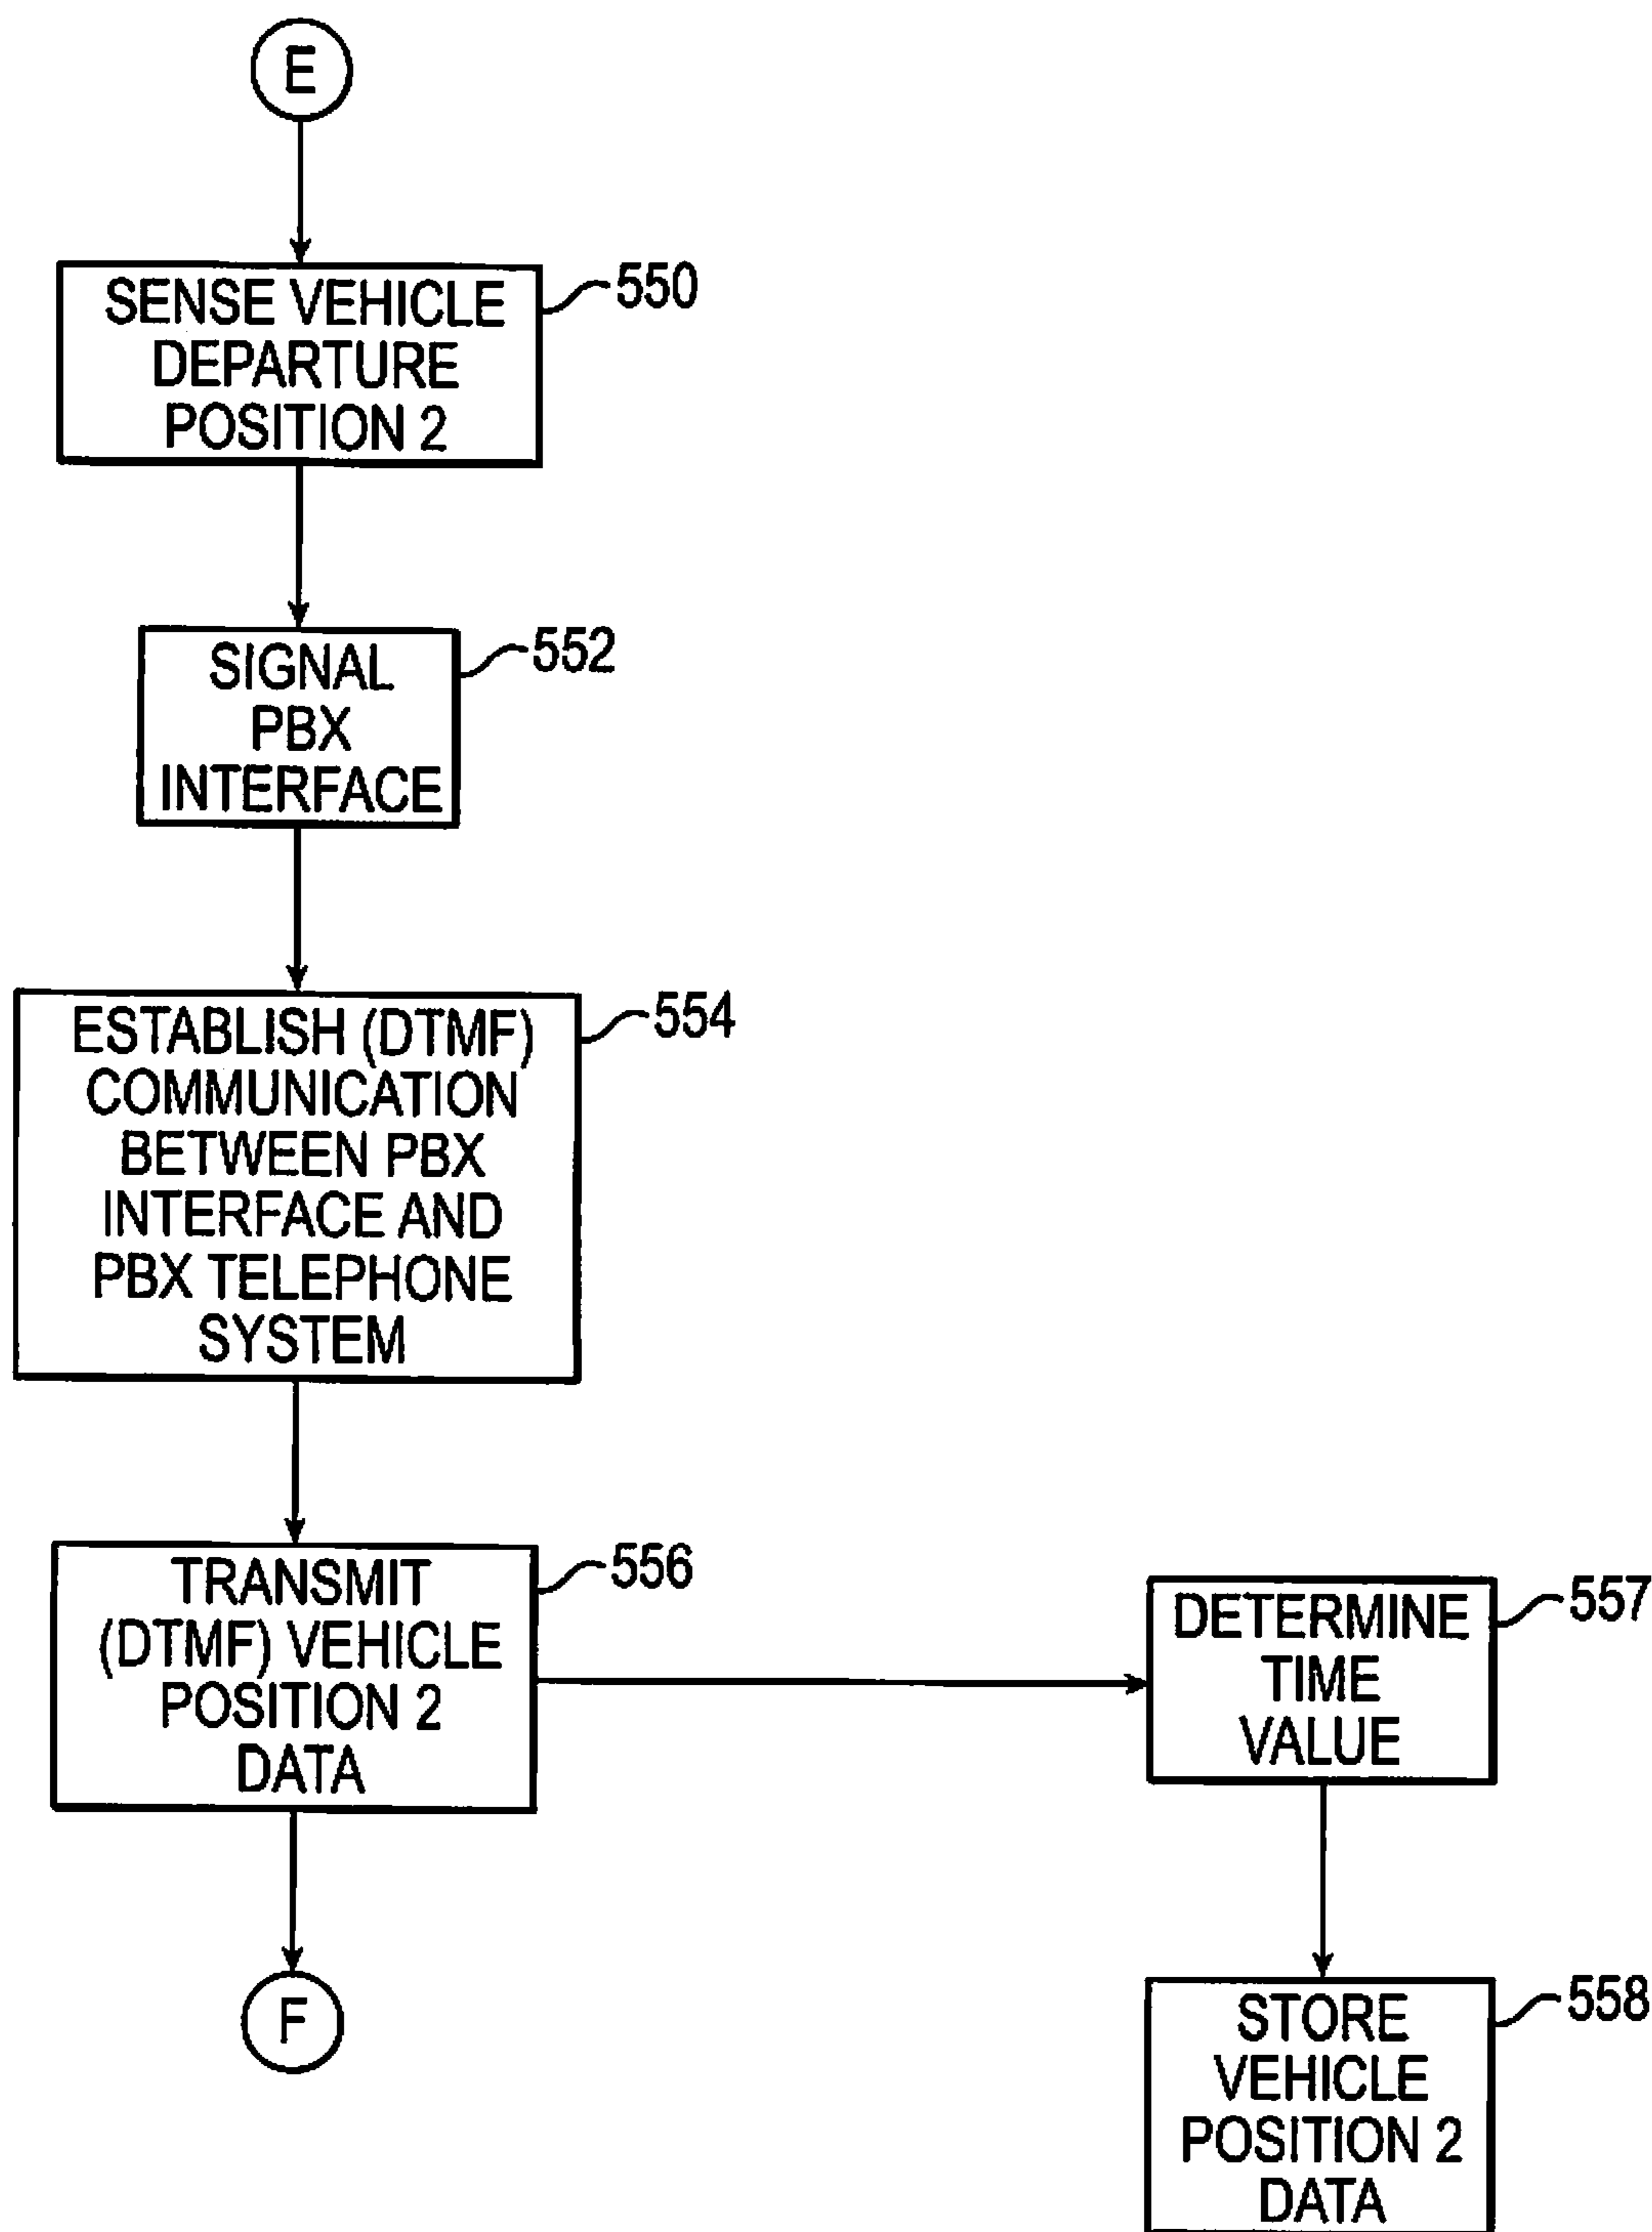 E
SENSE VEHICLE
DEPARTURE
POSITION 2
550
SIGNAL
PBX
INTERFACE
552
ESTABLISH (DTMF)
COMMUNICATION
BETWEEN PBX
INTERFACE AND
PBX TELEPHONE
SYSTEM
554
TRANSMIT
(DTMF) VEHICLE
POSITION 2
DATA
556
DETERMINE
TIME
VALUE
557
F
STORE
VEHICLE
POSITION 2
DATA
558